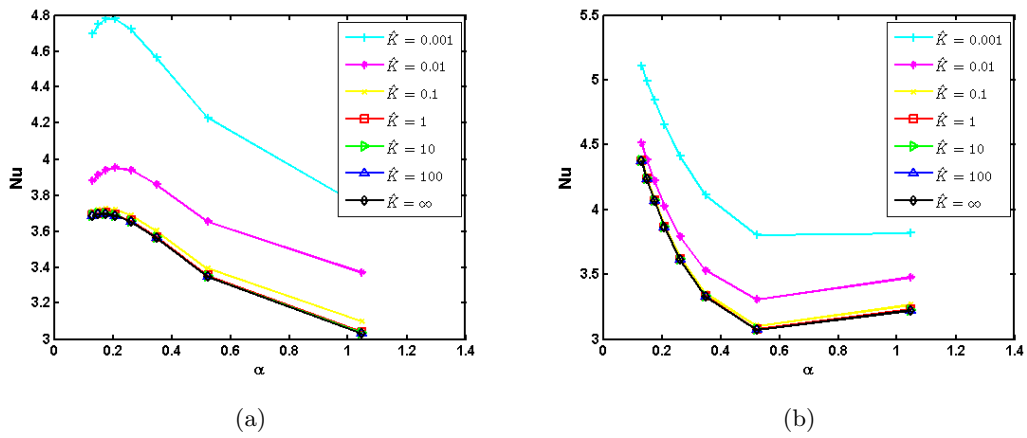 4.8
4.6
4.4
4.2
4
3.8
3.6
3.4
3.2
3
Nu
0 0.2 0.4 0.6 0.8 1 1.2 1.4
α
K̂ = 0.001
K̂ = 0.01
K̂ = 0.1
K̂ = 1
K̂ = 10
K̂ = 100
K̂ = ∞
(a)
5.5
5
4.5
4
3.5
3
Nu
0 0.2 0.4 0.6 0.8 1 1.2 1.4
α
K̂ = 0.001
K̂ = 0.01
K̂ = 0.1
K̂ = 1
K̂ = 10
K̂ = 100
K̂ = ∞
(b)